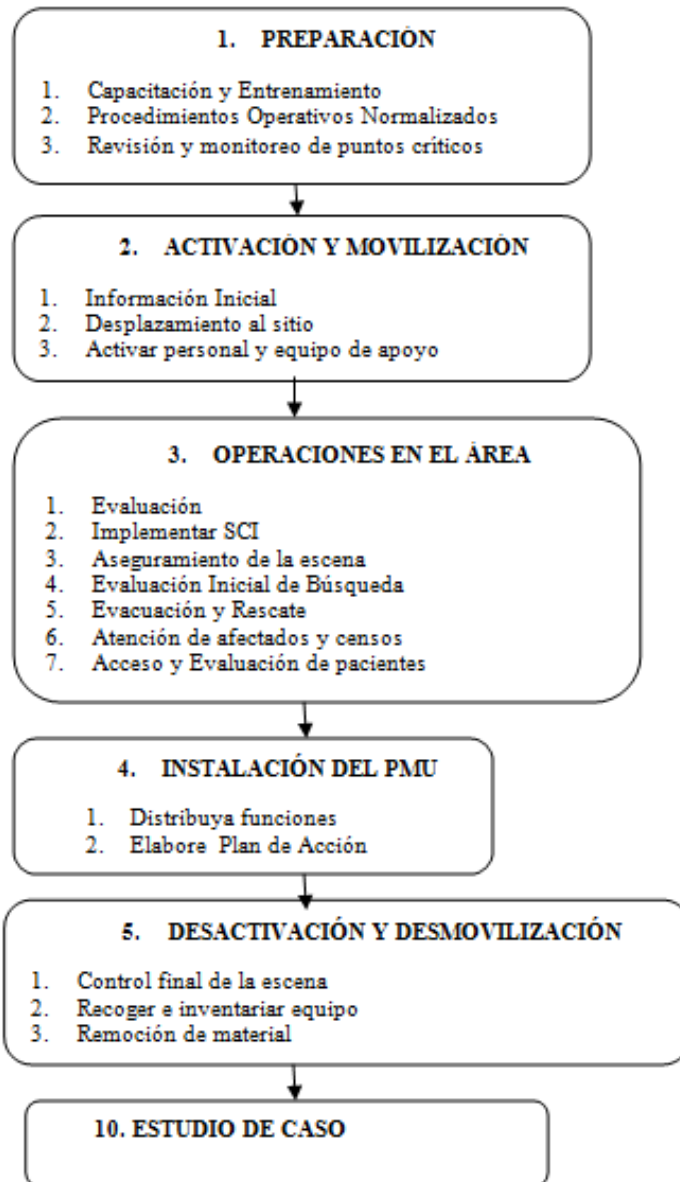 1. PREPARACIÓN
1. Capacitación y Entrenamiento
2. Procedimientos Operativos Normalizados
3. Revisión y monitoreo de puntos críticos
2. ACTIVACIÓN Y MOVILIZACIÓN
1. Información Inicial
2. Desplazamiento al sitio
3. Activar personal y equipo de apoyo
3. OPERACIONES EN EL ÁREA
1. Evaluación
2. Implementar SCI
3. Aseguramiento de la escena
4. Evaluación Inicial de Búsqueda
5. Evacuación y Rescate
6. Atención de afectados y censos
7. Acceso y Evaluación de pacientes
4. INSTALACIÓN DEL PMU
1. Distribuya funciones
2. Elabore Plan de Acción
5. DESACTIVACIÓN Y DESMOVILIZACIÓN
1. Control final de la escena
2. Recoger e inventariar equipo
3. Remoción de material
10. ESTUDIO DE CASO